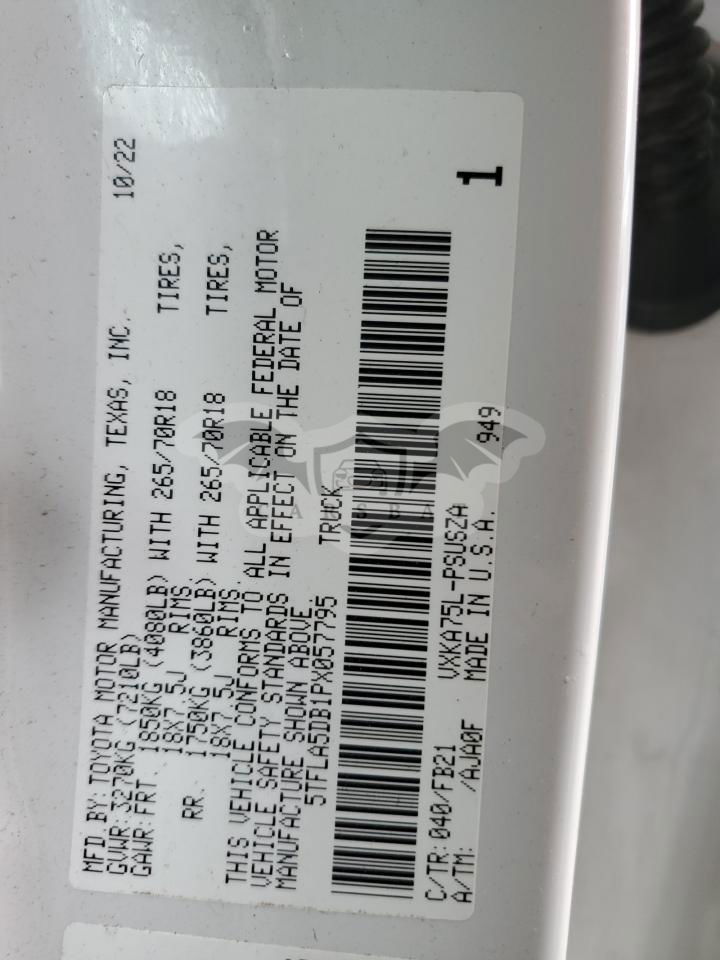 MFD BY: TOYOTA MOTOR MANUFACTURING, TEXAS, INC. 10/22
GVWR: 3270KG (7210LB)
GAWR: FRT. 1850KG (4080LB) WITH 265/70R18 TIRES,
18X7.5J RIMS.
RR. 1750KG (3860LB) WITH 265/70R18 TIRES,
18X7.5J RIMS.
THIS VEHICLE CONFORMS TO ALL APPLICABLE FEDERAL MOTOR
VEHICLE SAFETY STANDARDS IN EFFECT ON THE DATE OF
MANUFACTURE SHOWN ABOVE.
5TFLA5DB1PX057795 TRUCK
C/TR: 040/FB21 VXKA75L-PSUSZA 949
A/TM: /AJA0F MADE IN U.S.A.
1